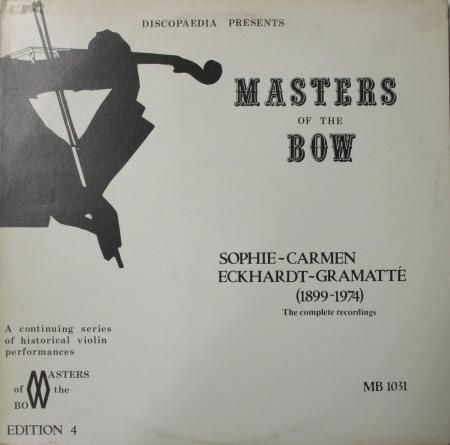 DISCOPAEDIA PRESENTS
MASTERS
OF THE
BOW
SOPHIE~CARMEN
ECKHARDT~GRAMATTÉ
(1899-1974)
The complete recordings
A continuing series
of historical violin
performances
MASTERS
of the
BOW
MB 1031
EDITION 4